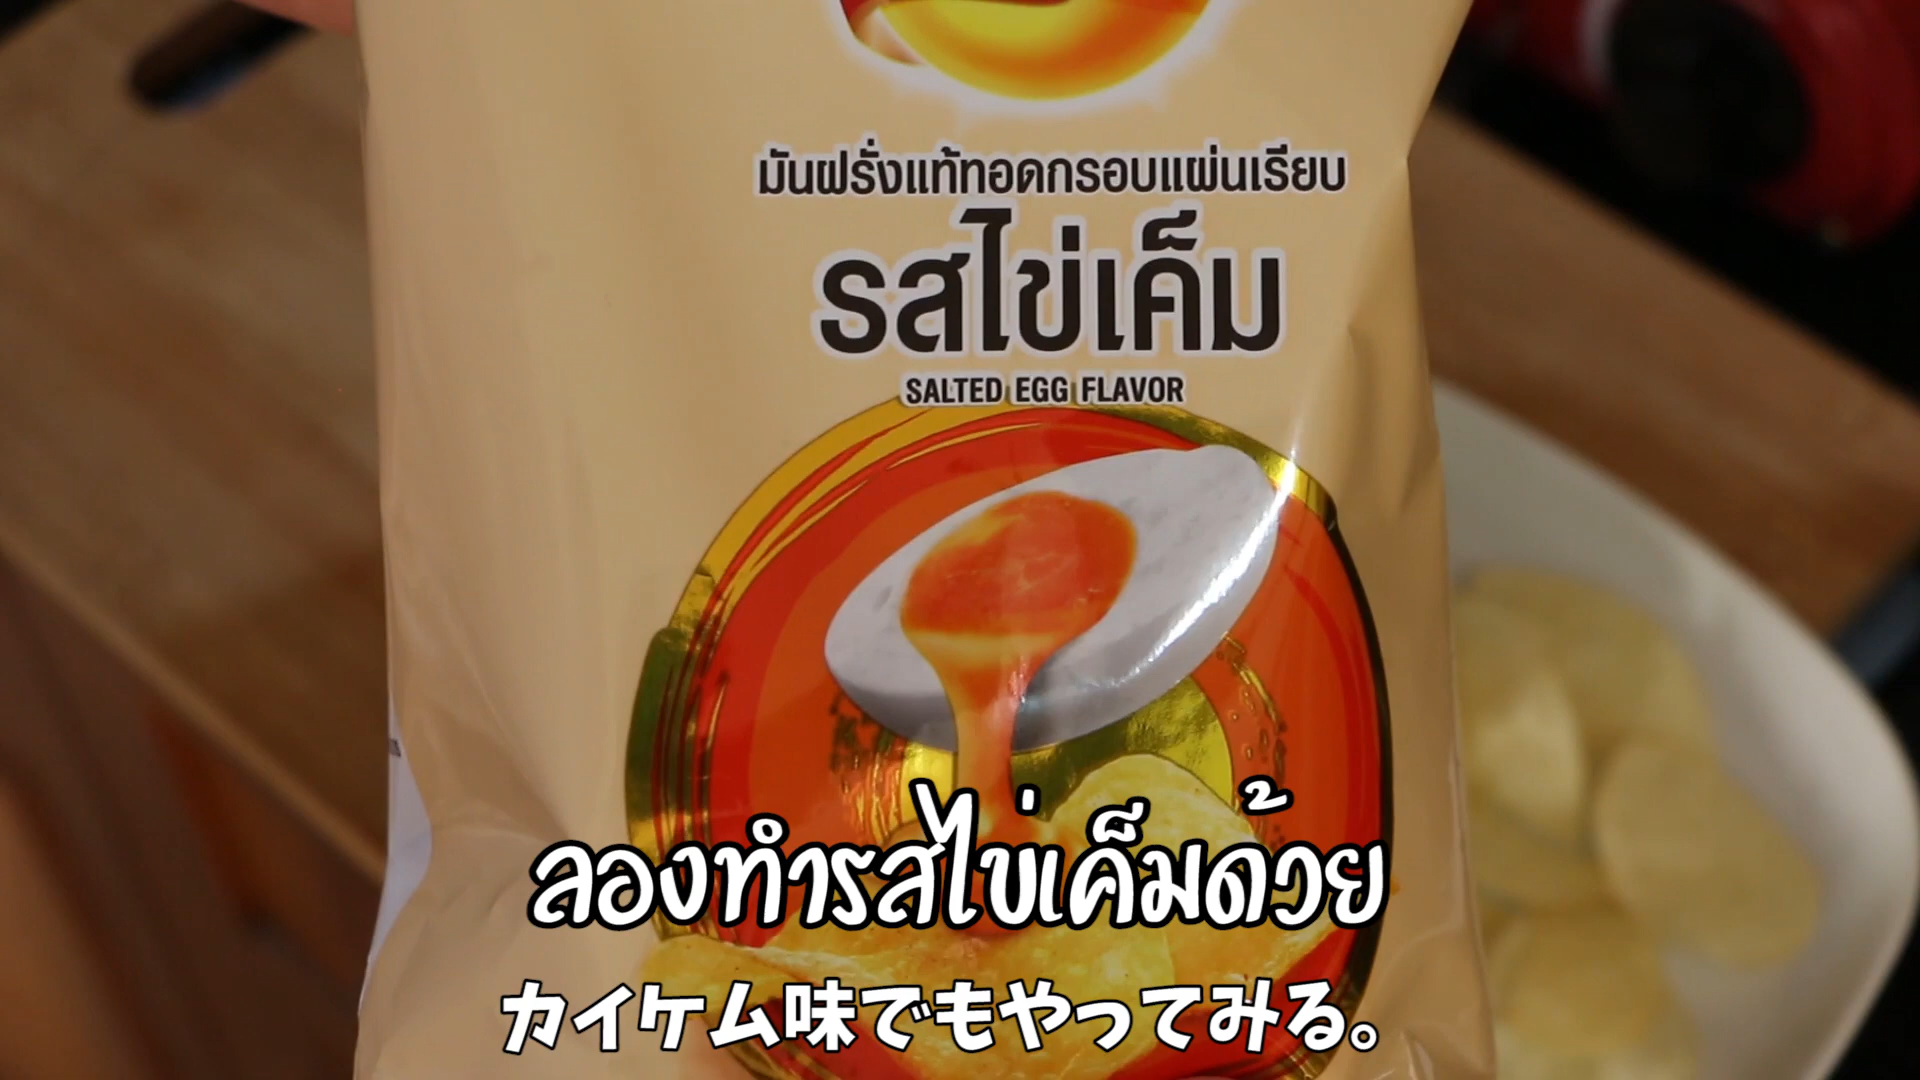 มันฝรั่งแท้ทอดกรอบแผ่นเรียบ
รสไข่เค็ม
SALTED EGG FLAVOR
ลองทำรสไข่เค็มด้วย
カイケム味でもやってみる。